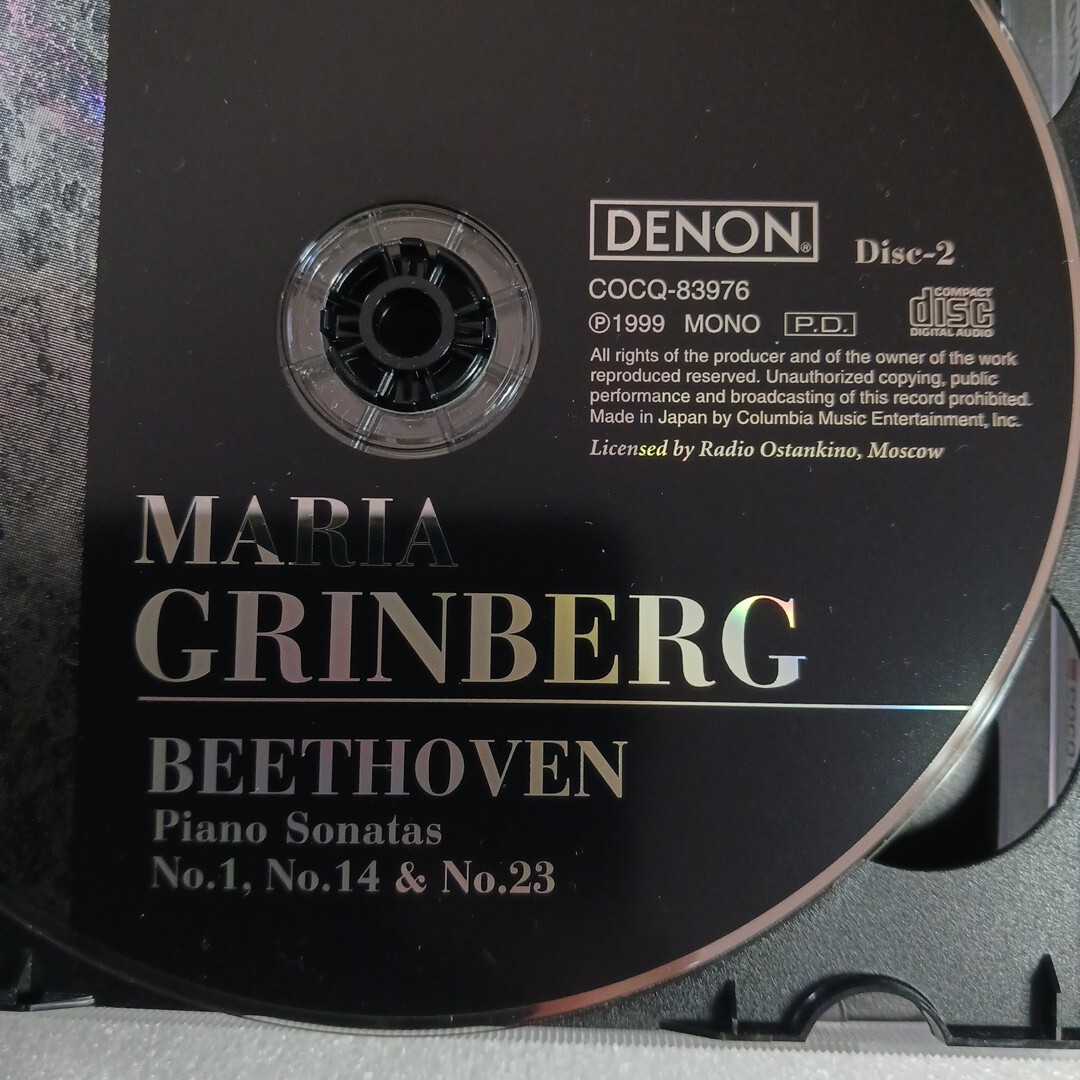 DENON®
Disc-2
COCQ-83976
Ⓟ1999 MONO P.D.
COMPACT
disc
DIGITAL AUDIO
All rights of the producer and of the owner of the work
reproduced reserved. Unauthorized copying, public
performance and broadcasting of this record prohibited.
Made in Japan by Columbia Music Entertainment, Inc.
Licensed by Radio Ostankino, Moscow
MARIA
GRINBERG
BEETHOVEN
Piano Sonatas
No.1, No.14 & No.23